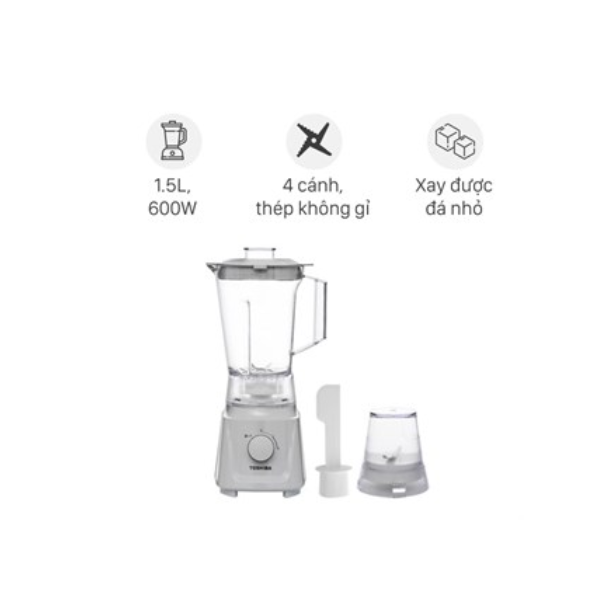 1.5L,
600W
4 cánh,
thép không gỉ
Xay được
đá nhỏ
TOSHIBA